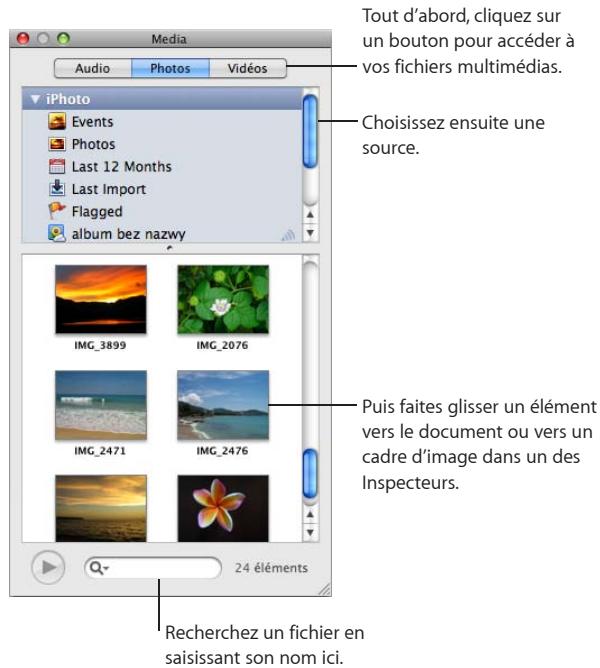 Tout d’abord, cliquez sur
un bouton pour accéder à
vos fichiers multimédias.
Media
Audio Photos Vidéos
iPhoto
Choisissez ensuite une
source.
Events
Photos
Last 12 Months
Last Import
Flagged
album bez nazwy
IMG_3899 IMG_2076
Puis faites glisser un élément
vers le document ou vers un
cadre d’image dans un des
Inspecteurs.
IMG_2471 IMG_2476
24 éléments
Recherchez un fichier en
saisissant son nom ici.